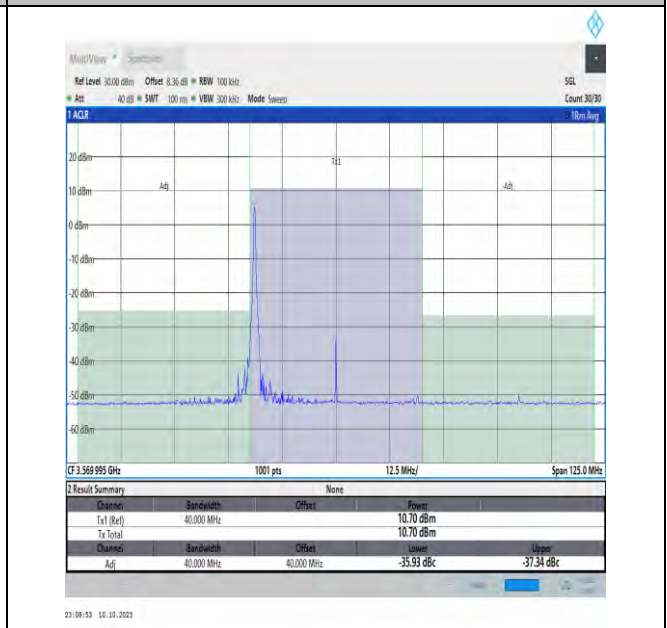 MultiView Spectrum
Ref Level 30.00 dBm Offset 8.36 dB RBW 100 kHz SGL
Att 40 dB SWT 100 ms VBW 300 kHz Mode Sweep Count 30/30
1 ACLR 1Rm Avg
20 dBm
Tx1
10 dBm Adj Adj
0 dBm
-10 dBm
-20 dBm
-30 dBm
-40 dBm
-50 dBm
-60 dBm
CF 3.569 995 GHz 1001 pts 12.5 MHz/ Span 125.0 MHz
2 Result Summary None
Channel Bandwidth Offset Power
Tx1 (Ref) 40.000 MHz 10.70 dBm
Tx Total 10.70 dBm
Channel Bandwidth Offset Lower Upper
Adj 40.000 MHz 40.000 MHz -35.93 dBc -37.34 dBc
23:09:53 10.10.2023